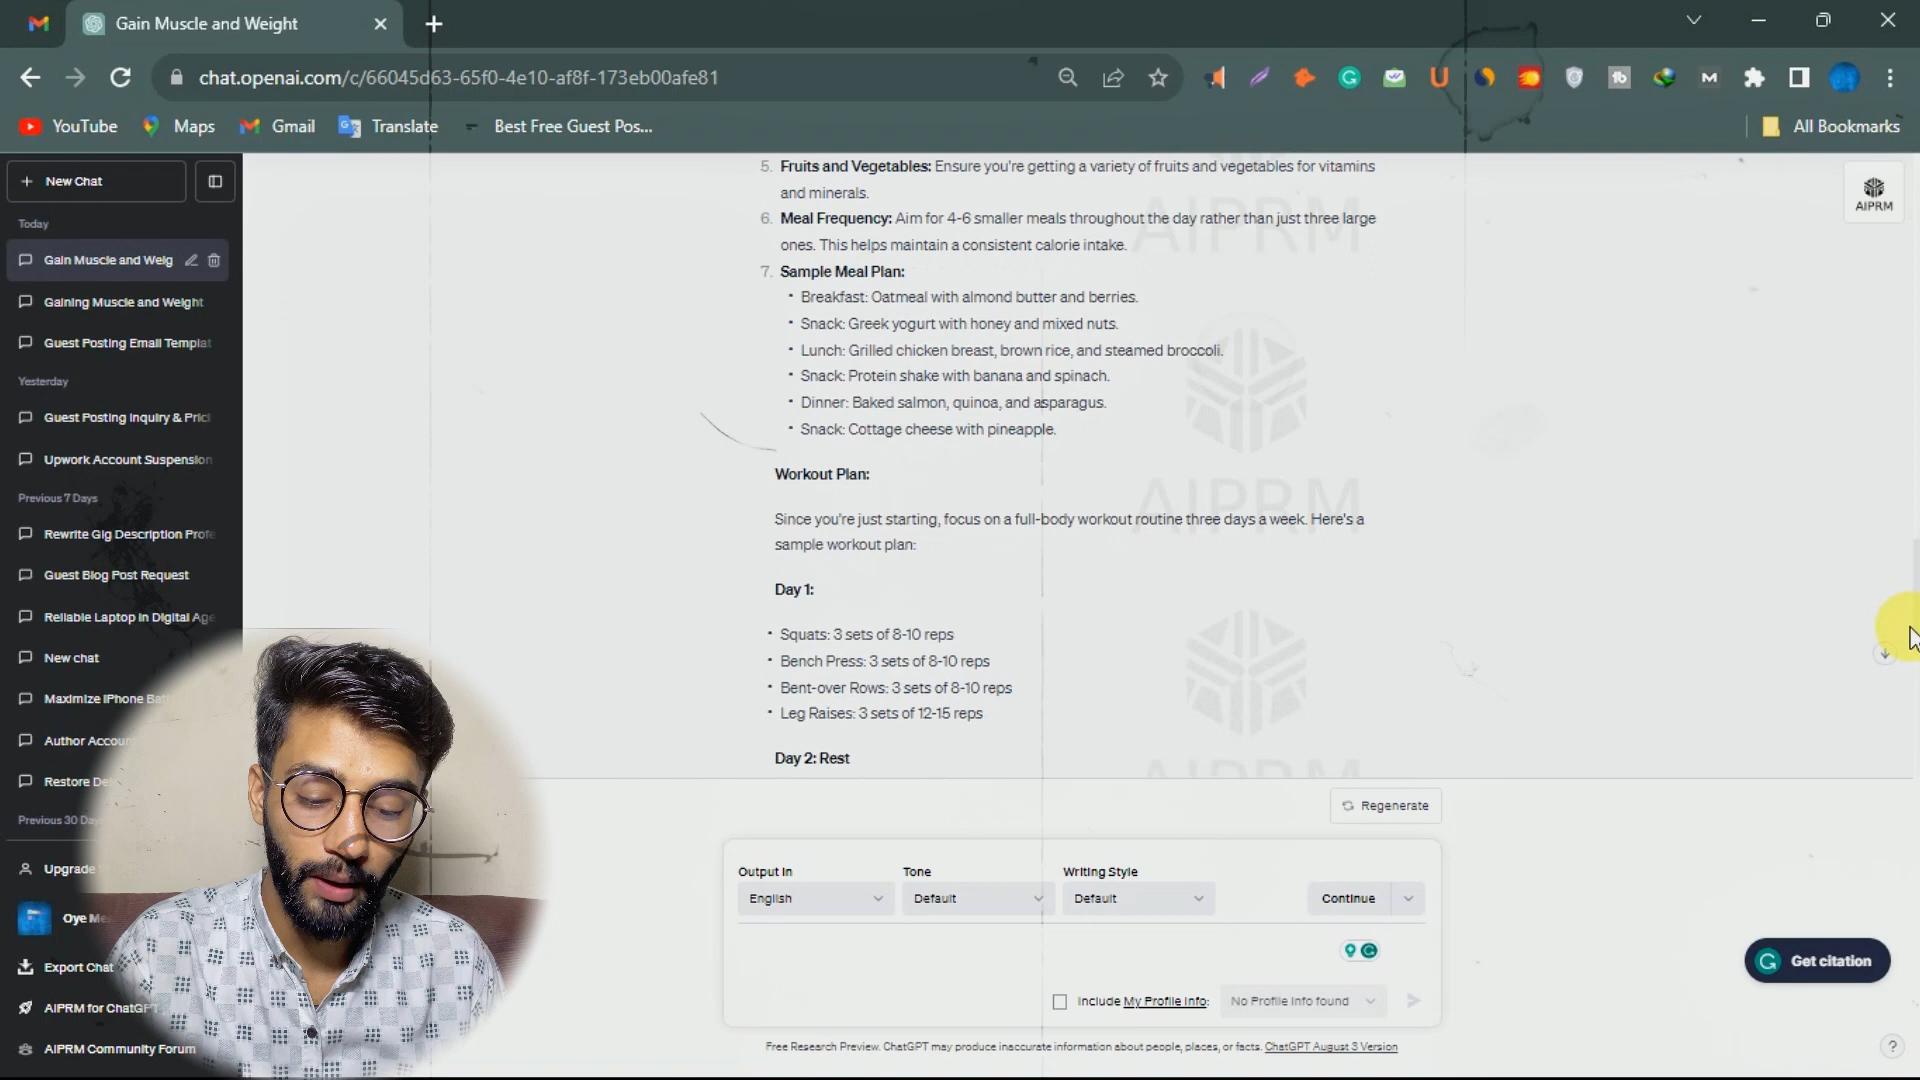 Gain Muscle and Weight
chat.openai.com/c/66045d63-65f0-4e10-af8f-173eb00afe81
YouTube
Maps
Gmail
Translate
Best Free Guest Pos...
All Bookmarks
New Chat
Today
Gain Muscle and Weig
Gaining Muscle and Weight
Guest Posting Email Templat
Yesterday
Guest Posting Inquiry & Prici
Upwork Account Suspension
Previous 7 Days
Rewrite Gig Description Profe
Guest Blog Post Request
Reliable Laptop in Digital Age
New chat
Maximize iPhone Bat
Author Accoun
Restore De
Previous 30 Day
Upgrade
Oye Me
Export Chat
AIPRM for ChatGPT
AIPRM Community Forum
5. Fruits and Vegetables: Ensure you're getting a variety of fruits and vegetables for vitamins
and minerals.
6. Meal Frequency: Aim for 4-6 smaller meals throughout the day rather than just three large
ones. This helps maintain a consistent calorie intake.
7. Sample Meal Plan:
• Breakfast: Oatmeal with almond butter and berries.
• Snack: Greek yogurt with honey and mixed nuts.
• Lunch: Grilled chicken breast, brown rice, and steamed broccoli.
• Snack: Protein shake with banana and spinach.
• Dinner: Baked salmon, quinoa, and asparagus.
• Snack: Cottage cheese with pineapple.
Workout Plan:
Since you're just starting, focus on a full-body workout routine three days a week. Here's a
sample workout plan:
Day 1:
• Squats: 3 sets of 8-10 reps
• Bench Press: 3 sets of 8-10 reps
• Bent-over Rows: 3 sets of 8-10 reps
• Leg Raises: 3 sets of 12-15 reps
Day 2: Rest
AIPRM
AIPRM
AIPRM
AIPRM
Regenerate
Output In
Tone
Writing Style
English
Default
Default
Continue
Include My Profile Info:
No Profile Info found
Get citation
Free Research Preview. ChatGPT may produce inaccurate information about people, places, or facts. ChatGPT August 3 Version